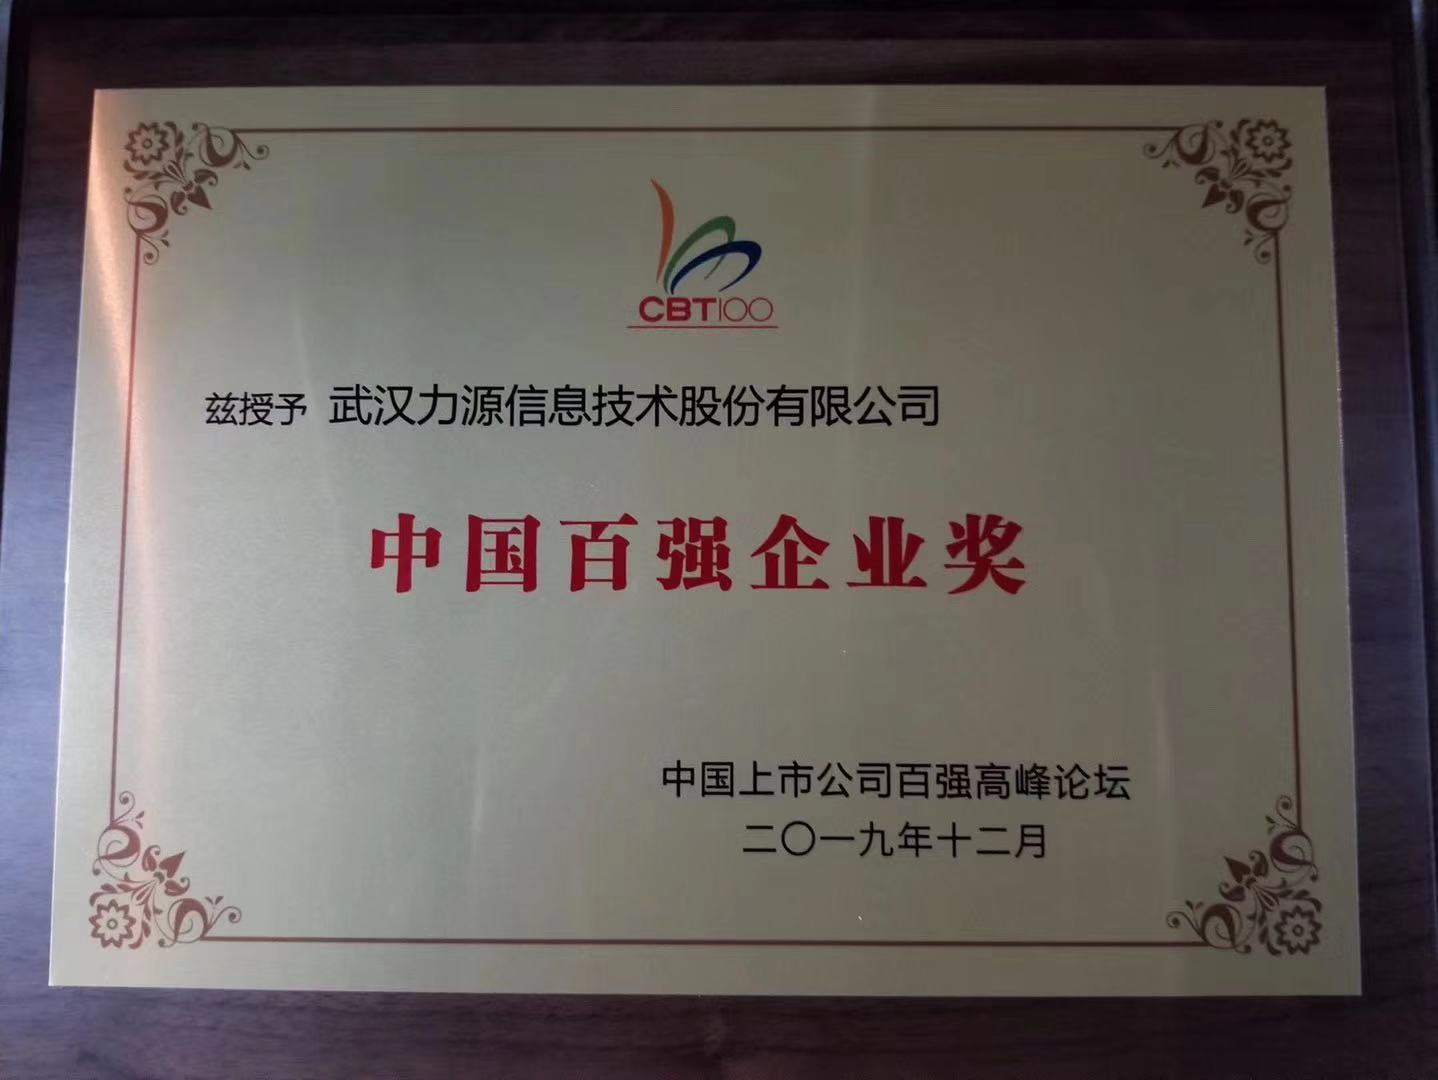 CBT100
兹授予 武汉力源信息技术股份有限公司
中国百强企业奖
中国上市公司百强高峰论坛
二〇一九年十二月